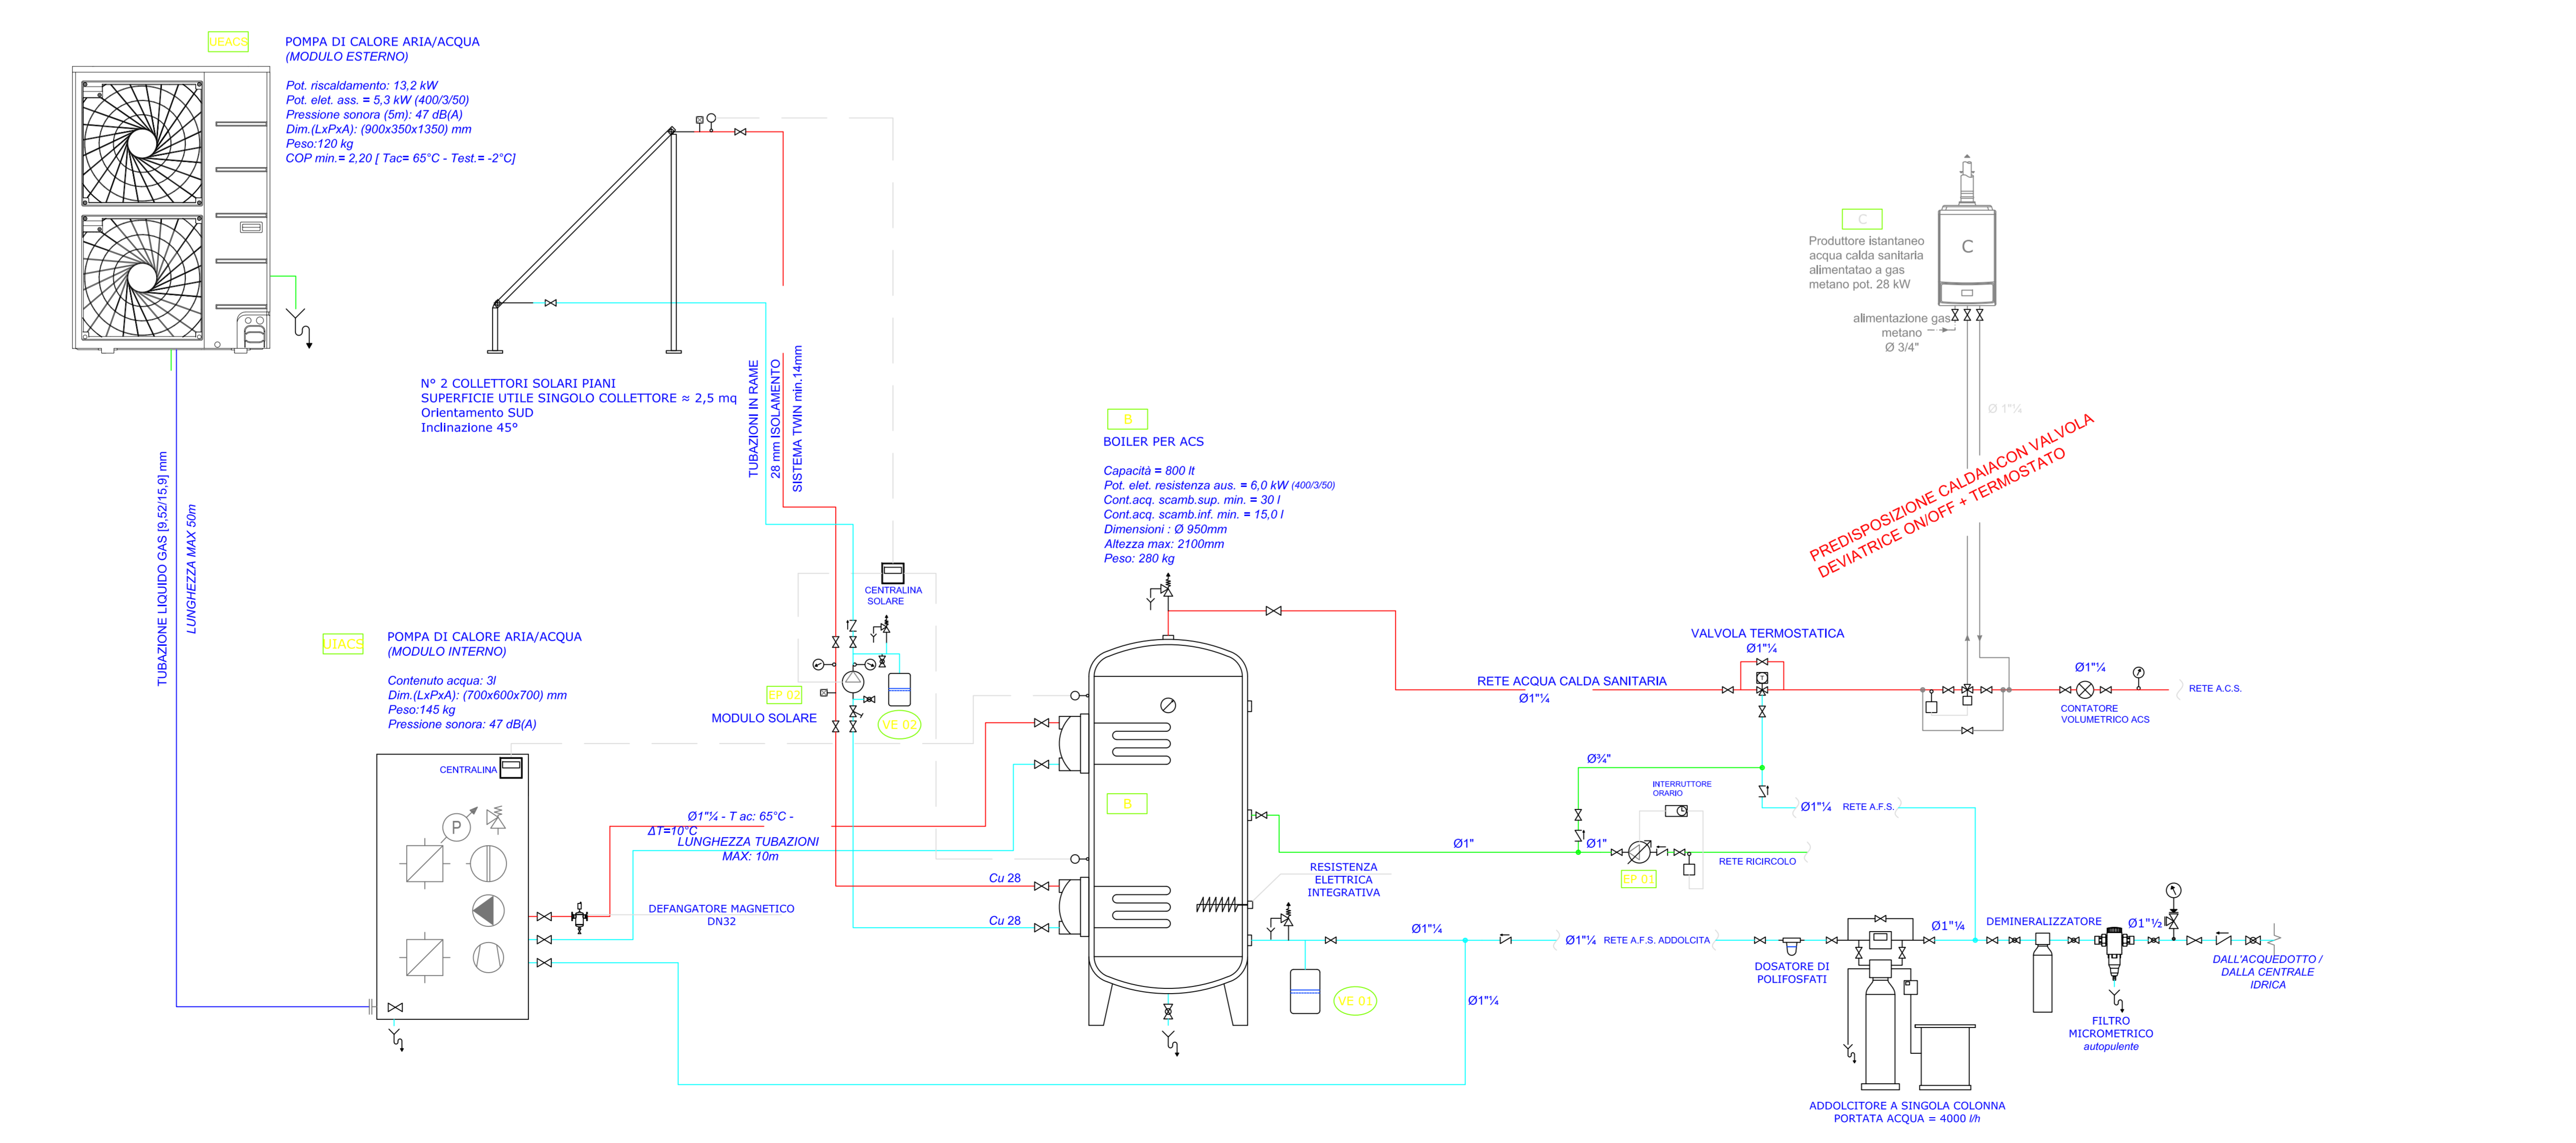 UEACS
POMPA DI CALORE ARIA/ACQUA
(MODULO ESTERNO)
Pot. riscaldamento: 13,2 kW
Pot. elet. ass. = 5,3 kW (400/3/50)
Pressione sonora (5m): 47 dB(A)
Dim.(LxPxA): (900x350x1350) mm
Peso:120 kg
COP min.= 2,20 [ Tac= 65°C - Test.= -2°C]
TUBAZIONE LIQUIDO GAS [9,52/15,9] mm
LUNGHEZZA MAX 50m
N° 2 COLLETTORI SOLARI PIANI
SUPERFICIE UTILE SINGOLO COLLETTORE ≈ 2,5 mq
Orientamento SUD
Inclinazione 45°
TUBAZIONI IN RAME
28 mm ISOLAMENTO
SISTEMA TWIN min.14mm
UIACS
POMPA DI CALORE ARIA/ACQUA
(MODULO INTERNO)
Contenuto acqua: 3l
Dim.(LxPxA): (700x600x700) mm
Peso:145 kg
Pressione sonora: 47 dB(A)
CENTRALINA
P
CENTRALINA
SOLARE
EP 02
MODULO SOLARE
VE 02
Ø1"¼ - T ac: 65°C -
ΔT=10°C
LUNGHEZZA TUBAZIONI
MAX: 10m
DEFANGATORE MAGNETICO
DN32
Cu 28
Cu 28
B
BOILER PER ACS
Capacità = 800 lt
Pot. elet. resistenza aus. = 6,0 kW (400/3/50)
Cont.acq. scamb.sup. min. = 30 l
Cont.acq. scamb.inf. min. = 15,0 l
Dimensioni : Ø 950mm
Altezza max: 2100mm
Peso: 280 kg
B
RESISTENZA
ELETTRICA
INTEGRATIVA
VE 01
C
Produttore istantaneo
acqua calda sanitaria
alimentatao a gas
metano pot. 28 kW
C
alimentazione gas
metano
Ø 3/4"
Ø 1"¼
PREDISPOSIZIONE CALDAIACON VALVOLA
DEVIATRICE ON/OFF + TERMOSTATO
VALVOLA TERMOSTATICA
Ø1"¼
T
RETE ACQUA CALDA SANITARIA
Ø1"¼
Ø1"¼
CONTATORE
VOLUMETRICO ACS
RETE A.C.S.
Ø¾"
INTERRUTTORE
ORARIO
Ø1"¼ RETE A.F.S.
Ø1"
Ø1"
EP 01
RETE RICIRCOLO
Ø1"¼
Ø1"¼
Ø1"¼ RETE A.F.S. ADDOLCITA
DOSATORE DI
POLIFOSFATI
Ø1"¼
DEMINERALIZZATORE
Ø1"½
FILTRO
MICROMETRICO
autopulente
DALL'ACQUEDOTTO /
DALLA CENTRALE
IDRICA
ADDOLCITORE A SINGOLA COLONNA
PORTATA ACQUA = 4000 l/h